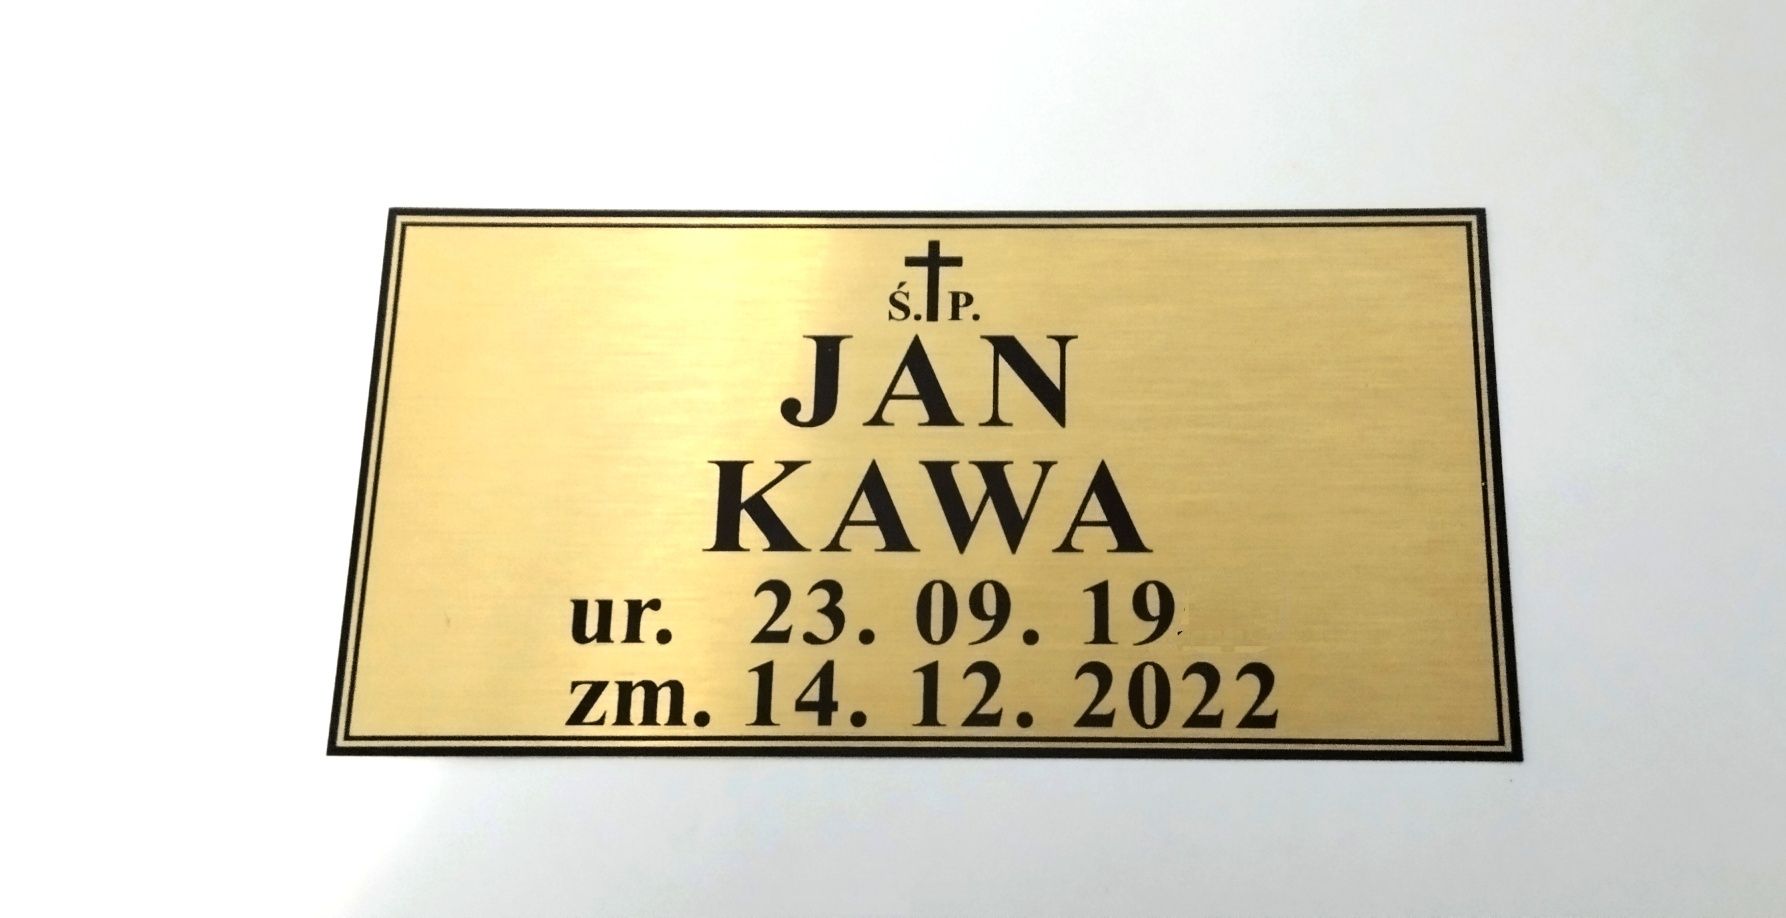 Ś. P.
JAN
KAWA
ur. 23. 09. 19
zm. 14. 12. 2022